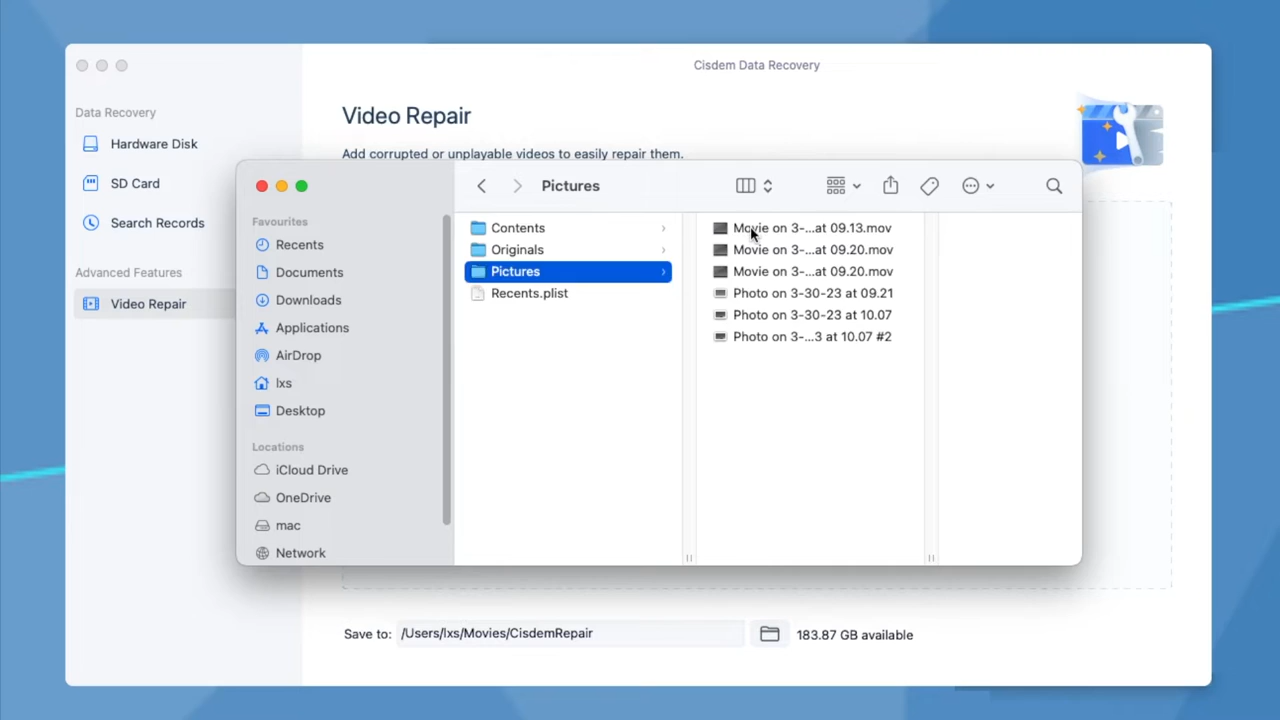 Cisdem Data Recovery
Data Recovery
Hardware Disk
SD Card
Search Records
Advanced Features
Video Repair
Video Repair
Add corrupted or unplayable videos to easily repair them.
Pictures
Favourites
Recents
Documents
Downloads
Applications
AirDrop
lxs
Desktop
Locations
iCloud Drive
OneDrive
mac
Network
Contents
Originals
Pictures
Recents.plist
Movie on 3-...at 09.13.mov
Movie on 3-...at 09.20.mov
Movie on 3-...at 09.20.mov
Photo on 3-30-23 at 09.21
Photo on 3-30-23 at 10.07
Photo on 3-...3 at 10.07 #2
Save to: /Users/lxs/Movies/CisdemRepair 183.87 GB available